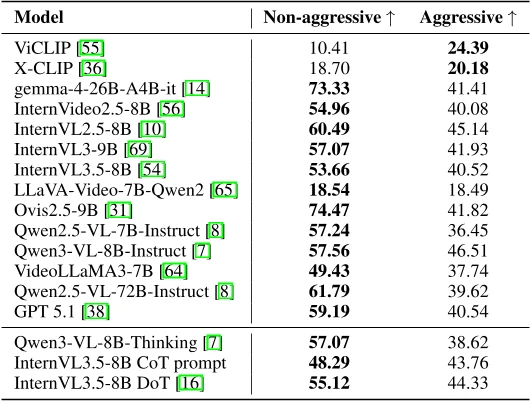 Model Non-aggressive ↑ Aggressive ↑
ViCLIP [55] 10.41 24.39
X-CLIP [36] 18.70 20.18
gemma-4-26B-A4B-it [14] 73.33 41.41
InternVideo2.5-8B [56] 54.96 40.08
InternVL2.5-8B [10] 60.49 45.14
InternVL3-9B [69] 57.07 41.93
InternVL3.5-8B [54] 53.66 40.52
LLaVA-Video-7B-Qwen2 [65] 18.54 18.49
Ovis2.5-9B [31] 74.47 41.82
Qwen2.5-VL-7B-Instruct [8] 57.24 36.45
Qwen3-VL-8B-Instruct [7] 57.56 46.51
VideoLLaMA3-7B [64] 49.43 37.74
Qwen2.5-VL-72B-Instruct [8] 61.79 39.62
GPT 5.1 [38] 59.19 40.54
Qwen3-VL-8B-Thinking [7] 57.07 38.62
InternVL3.5-8B CoT prompt 48.29 43.76
InternVL3.5-8B DoT [16] 55.12 44.33